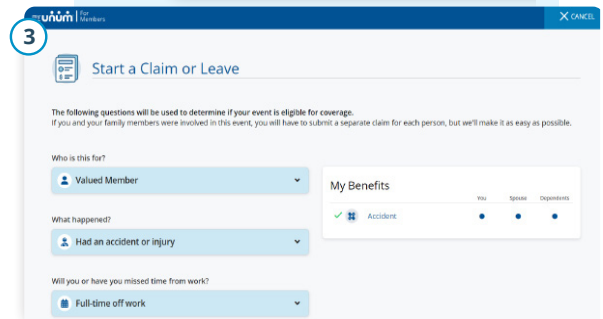 my unum | For Members
X CANCEL
3
Start a Claim or Leave
The following questions will be used to determine if your event is eligible for coverage.
If you and your family members were involved in this event, you will have to submit a separate claim for each person, but we'll make it as easy as possible.
Who is this for?
Valued Member
My Benefits
You Spouse Dependents
Accident
What happened?
Had an accident or injury
Will you or have you missed time from work?
Full-time off work